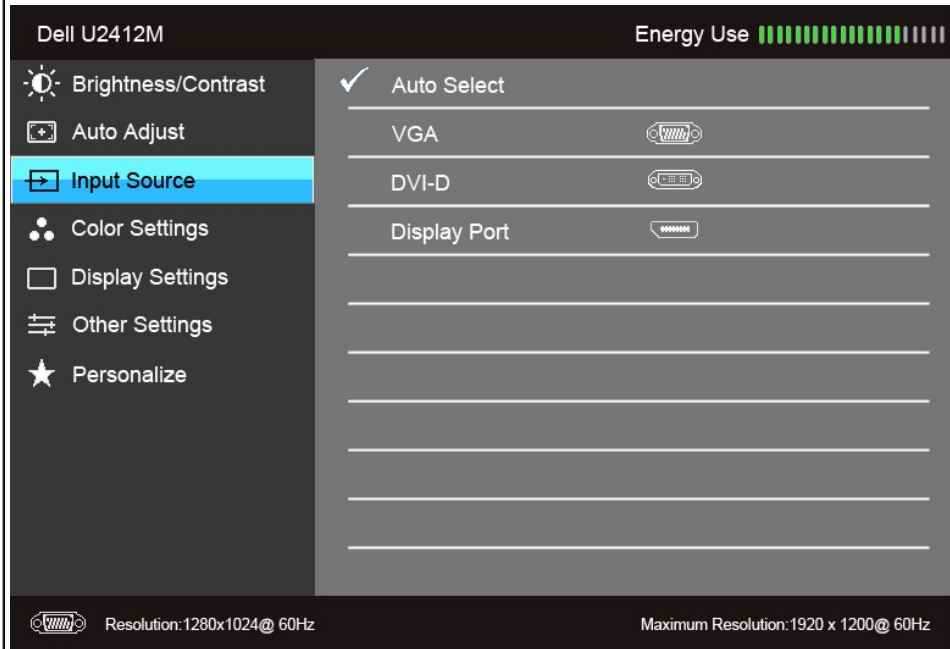 Dell U2412M
Energy Use
Brightness/Contrast
Auto Adjust
Input Source
Color Settings
Display Settings
Other Settings
Personalize
Auto Select
VGA
DVI-D
Display Port
Resolution:1280x1024@ 60Hz
Maximum Resolution:1920 x 1200@ 60Hz